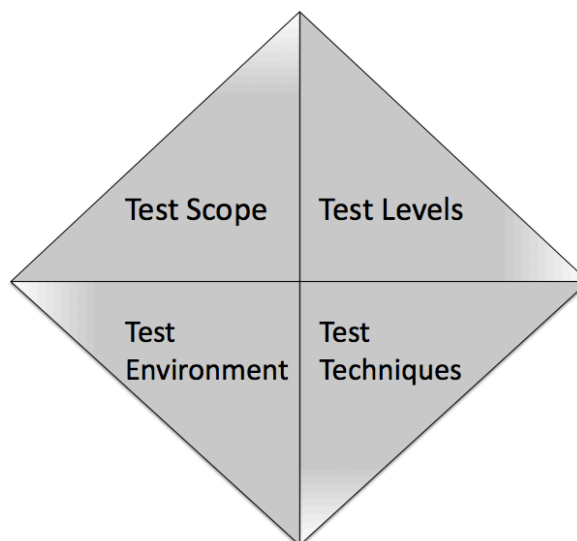 Test Scope
Test Levels
Test
Environment
Test
Techniques